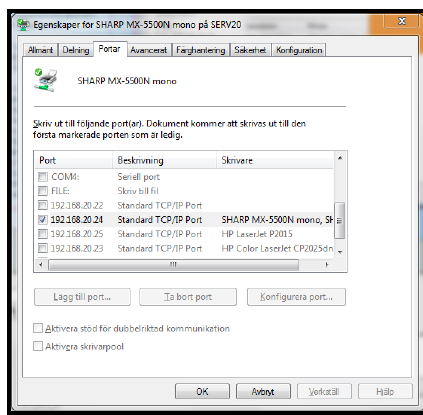 Egenskaper för SHARP MX-5500N mono på SERV20
Allmänt Delning Portar Avancerat Färghantering Säkerhet Konfiguration
SHARP MX-5500N mono
Skriv ut till följande port(ar). Dokument kommer att skrivas ut till den
första markerade porten som är ledig.
Port Beskrivning Skrivare
COM4: Seriell port
FILE: Skriv till fil
192.168.20.22 Standard TCP/IP Port
192.168.20.24 Standard TCP/IP Port SHARP MX-5500N mono, SH
192.168.20.25 Standard TCP/IP Port HP LaserJet P2015
192.168.20.23 Standard TCP/IP Port HP Color LaserJet CP2025dn
Lägg till port... Ta bort port Konfigurera port...
Aktivera stöd för dubbelriktad kommunikation
Aktivera skrivarpool
OK Avbryt Verkställ Hjälp